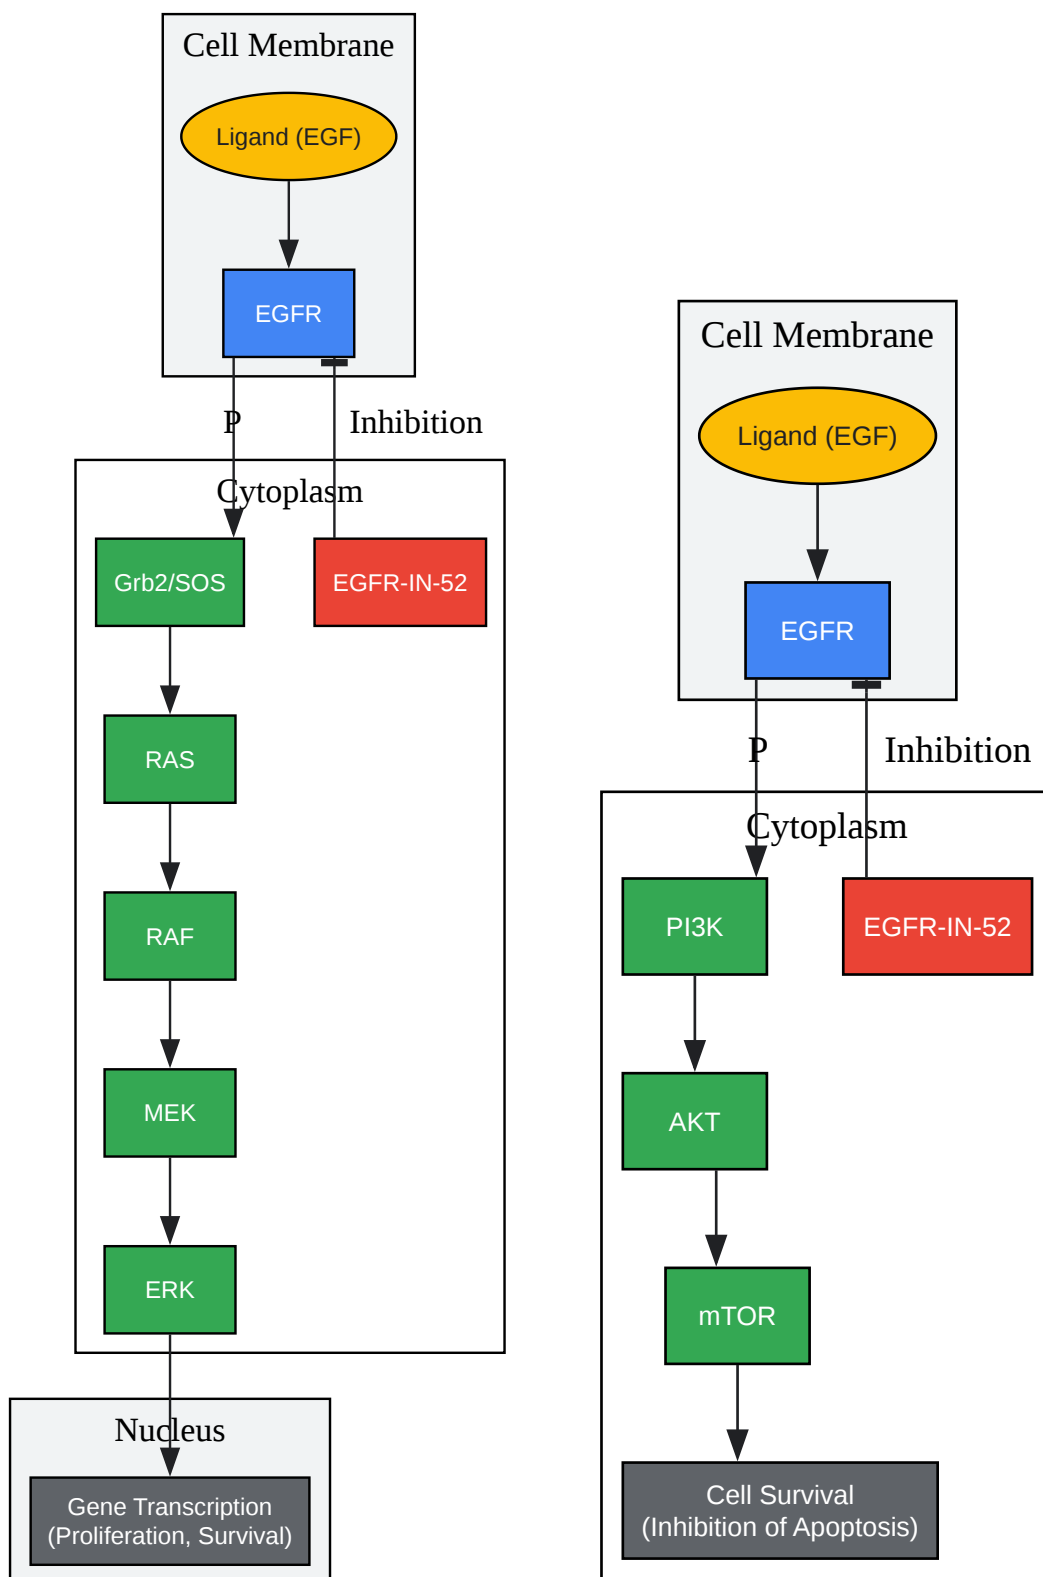 Cell Membrane
Ligand (EGF)
EGFR
P
Inhibition
Cytoplasm
Grb2/SOS
EGFR-IN-52
RAS
RAF
MEK
ERK
Nucleus
Gene Transcription
(Proliferation, Survival)
Cell Membrane
Ligand (EGF)
EGFR
P
Inhibition
Cytoplasm
PI3K
EGFR-IN-52
AKT
mTOR
Cell Survival
(Inhibition of Apoptosis)